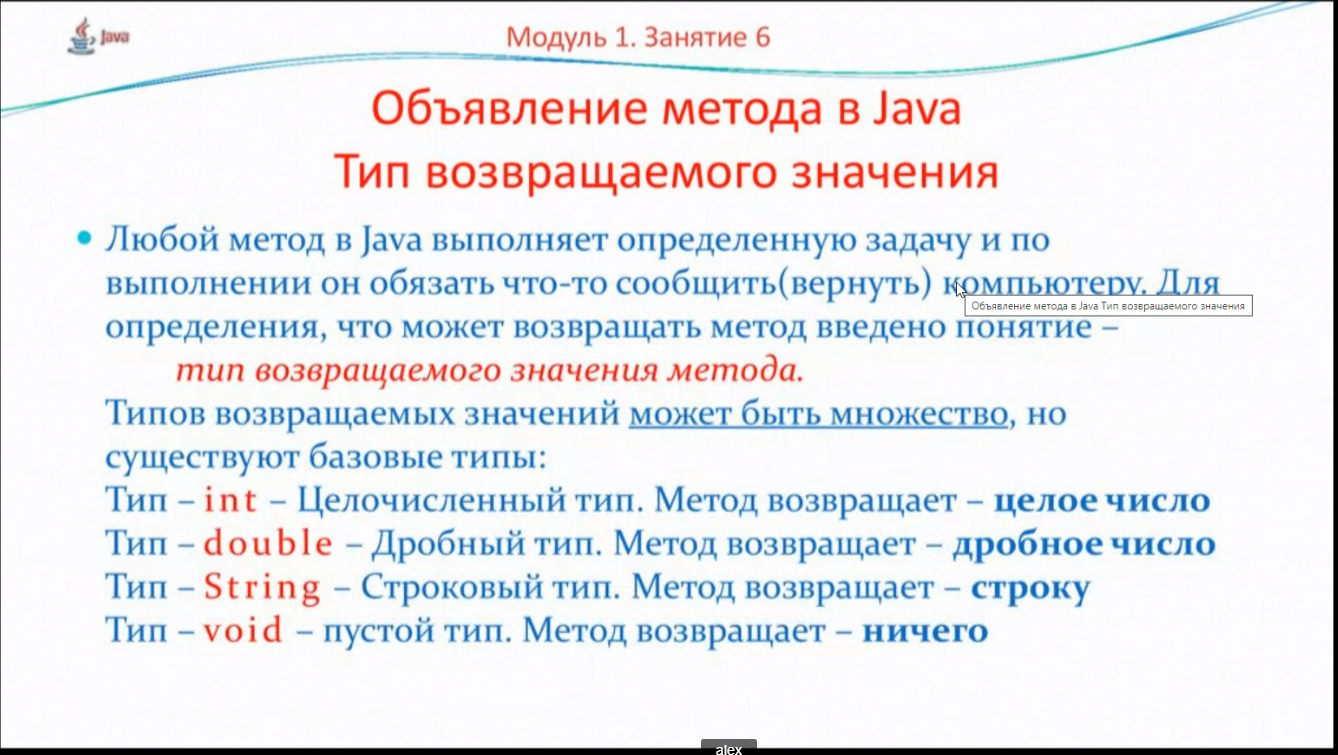 Java
Модуль 1. Занятие 6
Объявление метода в Java
Тип возвращаемого значения
Любой метод в Java выполняет определенную задачу и по
выполнении он обязать что-то сообщить(вернуть) компьютеру. Для
Объявление метода в Java Тип возвращаемого значения
определения, что может возвращать метод введено понятие –
тип возвращаемого значения метода.
Типов возвращаемых значений может быть множество, но
существуют базовые типы:
Тип – int – Целочисленный тип. Метод возвращает – целое число
Тип – double – Дробный тип. Метод возвращает – дробное число
Тип – String – Строковый тип. Метод возвращает – строку
Тип – void – пустой тип. Метод возвращает – ничего
alex